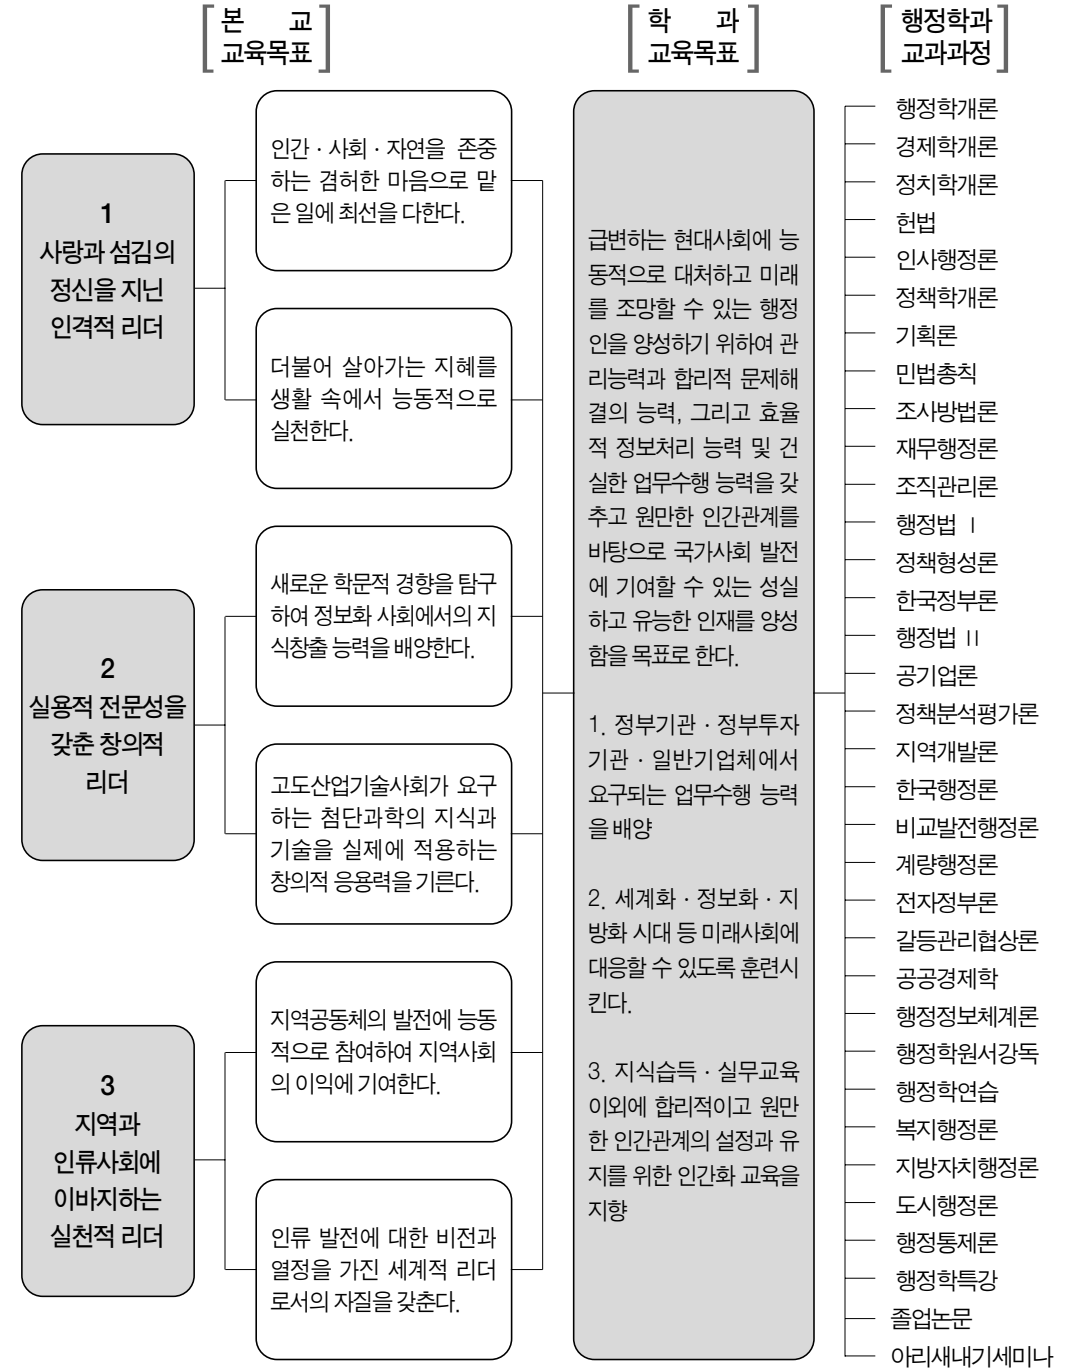 본 교
교육목표
학 과
교육목표
행정학과
교과과정
1
사랑과 섬김의
정신을 지닌
인격적 리더
인간 · 사회 · 자연을 존중
하는 겸허한 마음으로 맡
은 일에 최선을 다한다.
더불어 살아가는 지혜를
생활 속에서 능동적으로
실천한다.
2
실용적 전문성을
갖춘 창의적
리더
새로운 학문적 경향을 탐구
하여 정보화 사회에서의 지
식창출 능력을 배양한다.
고도산업기술사회가 요구
하는 첨단과학의 지식과
기술을 실제에 적용하는
창의적 응용력을 기른다.
3
지역과
인류사회에
이바지하는
실천적 리더
지역공동체의 발전에 능동
적으로 참여하여 지역사회
의 이익에 기여한다.
인류 발전에 대한 비전과
열정을 가진 세계적 리더
로서의 자질을 갖춘다.
급변하는 현대사회에 능
동적으로 대처하고 미래
를 조망할 수 있는 행정
인을 양성하기 위하여 관
리능력과 합리적 문제해
결의 능력, 그리고 효율
적 정보처리 능력 및 건
실한 업무수행 능력을 갖
추고 원만한 인간관계를
바탕으로 국가사회 발전
에 기여할 수 있는 성실
하고 유능한 인재를 양성
함을 목표로 한다.
1. 정부기관 · 정부투자
기관 · 일반기업체에서
요구되는 업무수행 능력
을 배양
2. 세계화 · 정보화 · 지
방화 시대 등 미래사회에
대응할 수 있도록 훈련시
킨다.
3. 지식습득 · 실무교육
이외에 합리적이고 원만
한 인간관계의 설정과 유
지를 위한 인간화 교육을
지향
행정학개론
경제학개론
정치학개론
헌법
인사행정론
정책학개론
기획론
민법총칙
조사방법론
재무행정론
조직관리론
행정법 Ⅰ
정책형성론
한국정부론
행정법 Ⅱ
공기업론
정책분석평가론
지역개발론
한국행정론
비교발전행정론
계량행정론
전자정부론
갈등관리협상론
공공경제학
행정정보체계론
행정학원서강독
행정학연습
복지행정론
지방자치행정론
도시행정론
행정통제론
행정학특강
졸업논문
아리새내기세미나